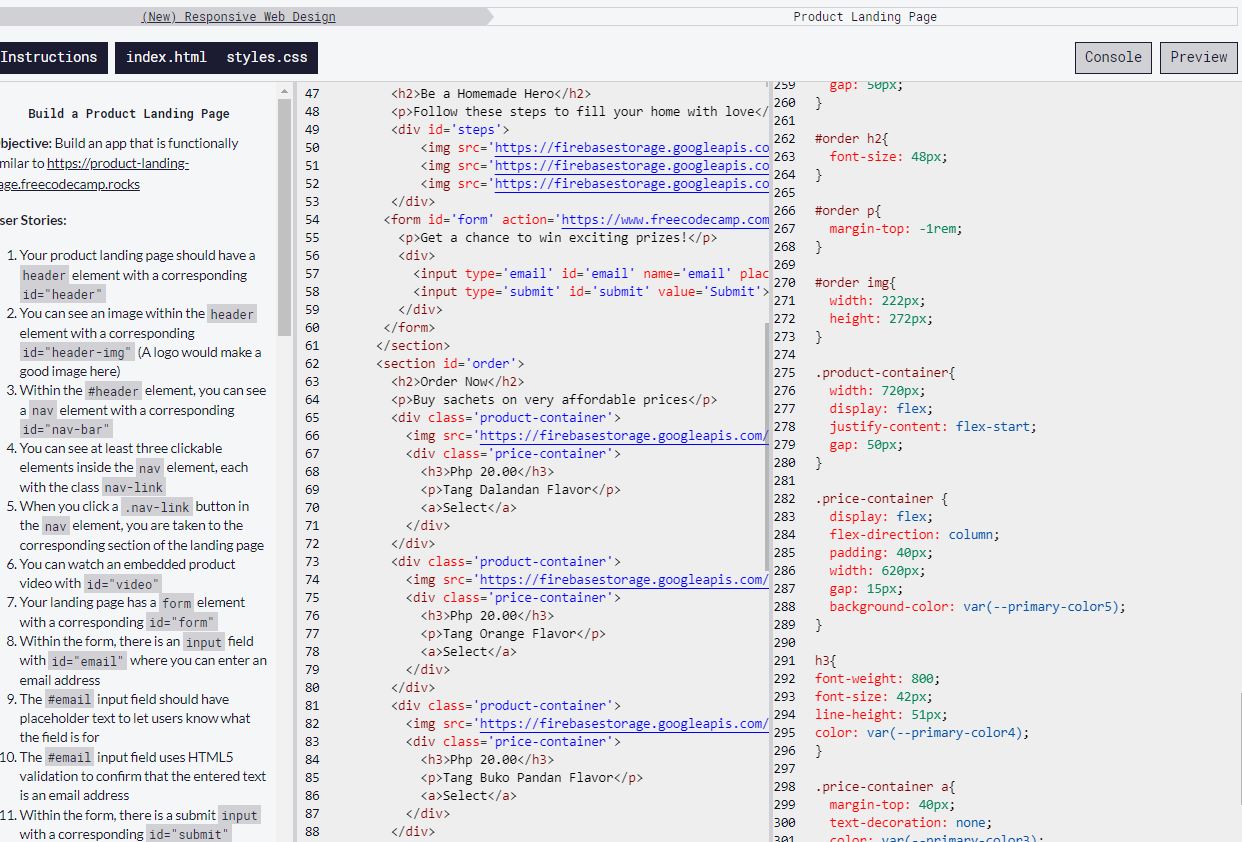 (New) Responsive Web Design
Product Landing Page
Instructions
index.html
styles.css
Console
Preview
Build a Product Landing Page
bjective: Build an app that is functionally
milar to https://product-landing-
age.freecodecamp.rocks
ser Stories:
1. Your product landing page should have a
header element with a corresponding
id="header"
2. You can see an image within the header
element with a corresponding
id="header-img" (A logo would make a
good image here)
3. Within the #header element, you can see
a nav element with a corresponding
id="nav-bar"
4. You can see at least three clickable
elements inside the nav element, each
with the class nav-link
5. When you click a .nav-link button in
the nav element, you are taken to the
corresponding section of the landing page
6. You can watch an embedded product
video with id="video"
7. Your landing page has a form element
with a corresponding id="form"
8. Within the form, there is an input field
with id="email" where you can enter an
email address
9. The #email input field should have
placeholder text to let users know what
the field is for
10. The #email input field uses HTML5
validation to confirm that the entered text
is an email address
11. Within the form, there is a submit input
with a corresponding id="submit"
47 <h2>Be a Homemade Hero</h2>
48 <p>Follow these steps to fill your home with love</
49 <div id='steps'>
50 <img src='https://firebasestorage.googleapis.co
51 <img src='https://firebasestorage.googleapis.co
52 <img src='https://firebasestorage.googleapis.co
53 </div>
54 <form id='form' action='https://www.freecodecamp.com
55 <p>Get a chance to win exciting prizes!</p>
56 <div>
57 <input type='email' id='email' name='email' plac
58 <input type='submit' id='submit' value='Submit'>
59 </div>
60 </form>
61 </section>
62 <section id='order'>
63 <h2>Order Now</h2>
64 <p>Buy sachets on very affordable prices</p>
65 <div class='product-container'>
66 <img src='https://firebasestorage.googleapis.com/
67 <div class='price-container'>
68 <h3>Php 20.00</h3>
69 <p>Tang Dalandan Flavor</p>
70 <a>Select</a>
71 </div>
72 </div>
73 <div class='product-container'>
74 <img src='https://firebasestorage.googleapis.com/
75 <div class='price-container'>
76 <h3>Php 20.00</h3>
77 <p>Tang Orange Flavor</p>
78 <a>Select</a>
79 </div>
80 </div>
81 <div class='product-container'>
82 <img src='https://firebasestorage.googleapis.com/
83 <div class='price-container'>
84 <h3>Php 20.00</h3>
85 <p>Tang Buko Pandan Flavor</p>
86 <a>Select</a>
87 </div>
88 </div>
259 gap: 50px;
260 }
261
262 #order h2{
263 font-size: 48px;
264 }
265
266 #order p{
267 margin-top: -1rem;
268 }
269
270 #order img{
271 width: 222px;
272 height: 272px;
273 }
274
275 .product-container{
276 width: 720px;
277 display: flex;
278 justify-content: flex-start;
279 gap: 50px;
280 }
281
282 .price-container {
283 display: flex;
284 flex-direction: column;
285 padding: 40px;
286 width: 620px;
287 gap: 15px;
288 background-color: var(--primary-color5);
289 }
290
291 h3{
292 font-weight: 800;
293 font-size: 42px;
294 line-height: 51px;
295 color: var(--primary-color4);
296 }
297
298 .price-container a{
299 margin-top: 40px;
300 text-decoration: none;
301 color: var(--primary-color3);